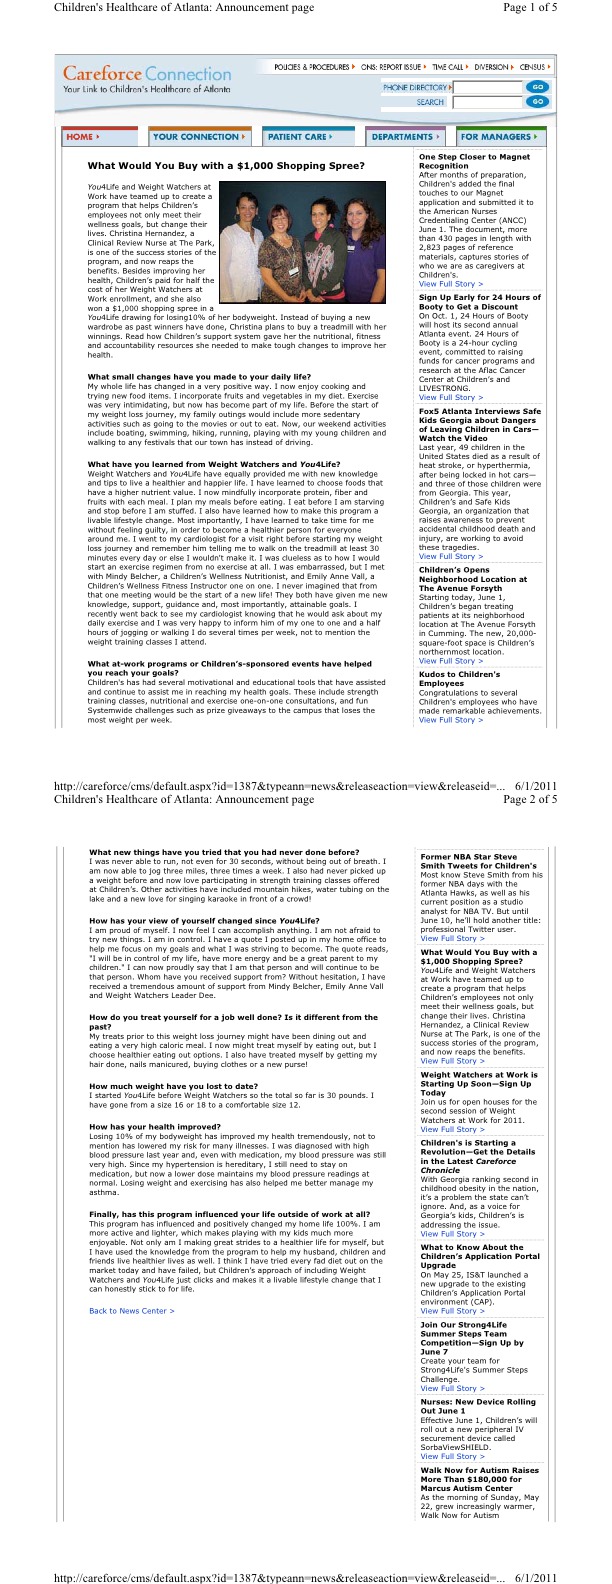 Children's Healthcare of Atlanta: Announcement page
Page 1 of 5
Careforce Connection
Your Link to Children's Healthcare of Atlanta
POLICIES & PROCEDURES
ONS: REPORT ISSUE
TIME CALL
DIVERSION
CENSUS
PHONE DIRECTORY
GO
SEARCH
GO
HOME
YOUR CONNECTION
PATIENT CARE
DEPARTMENTS
FOR MANAGERS
What Would You Buy with a $1,000 Shopping Spree?
You4Life and Weight Watchers at
Work have teamed up to create a
program that helps Children's
employees not only meet their
wellness goals, but change their
lives. Christina Hernandez, a
Clinical Review Nurse at The Park,
is one of the success stories of the
program, and now reaps the
benefits. Besides improving her
health, Children's paid for half the
cost of her Weight Watchers at
Work enrollment, and she also
won a $1,000 shopping spree in a
You4Life drawing for losing10% of her bodyweight. Instead of buying a new
wardrobe as past winners have done, Christina plans to buy a treadmill with her
winnings. Read how Children's support system gave her the nutritional, fitness
and accountability resources she needed to make tough changes to improve her
health.
What small changes have you made to your daily life?
My whole life has changed in a very positive way. I now enjoy cooking and
trying new food items. I incorporate fruits and vegetables in my diet. Exercise
was very intimidating, but now has become part of my life. Before the start of
my weight loss journey, my family outings would include more sedentary
activities such as going to the movies or out to eat. Now, our weekend activities
include boating, swimming, hiking, running, playing with my young children and
walking to any festivals that our town has instead of driving.
What have you learned from Weight Watchers and You4Life?
Weight Watchers and You4Life have equally provided me with new knowledge
and tips to live a healthier and happier life. I have learned to choose foods that
have a higher nutrient value. I now mindfully incorporate protein, fiber and
fruits with each meal. I plan my meals before eating. I eat before I am starving
and stop before I am stuffed. I also have learned how to make this program a
livable lifestyle change. Most importantly, I have learned to take time for me
without feeling guilty, in order to become a healthier person for everyone
around me. I went to my cardiologist for a visit right before starting my weight
loss journey and remember him telling me to walk on the treadmill at least 30
minutes every day or else I wouldn't make it. I was clueless as to how I would
start an exercise regimen from no exercise at all. I was embarrassed, but I
met with Mindy Belcher, a Children's Wellness Nutritionist, and Emily Anne Vall, a
Children's Wellness Fitness Instructor one on one. I never imagined that from
that one meeting would be the start of a new life! They both have given me new
knowledge, support, guidance and, most importantly, attainable goals. I
recently went back to see my cardiologist knowing that he would ask about my
daily exercise and I was very happy to inform him of my one to one and a half
hours of jogging or walking I do several times per week, not to mention the
weight training classes I attend.
What at-work programs or Children's-sponsored events have helped
you reach your goals?
Children's has had several motivational and educational tools that have assisted
and continue to assist me in reaching my health goals. These include strength
training classes, nutritional and exercise one-on-one consultations, and fun
Systemwide challenges such as prize giveaways to the campus that loses the
most weight per week.
One Step Closer to Magnet
Recognition
After months of preparation,
Children's added the final
touches to our Magnet
application and submitted it to
the American Nurses
Credentialing Center (ANCC)
June 1. The document, more
than 430 pages in length with
2,823 pages of reference
materials, captures stories of
who we are as caregivers at
Children's.
View Full Story >
Sign Up Early for 24 Hours of
Booty to Get a Discount
On Oct. 1, 24 Hours of Booty
will host its second annual
Atlanta event. 24 Hours of
Booty is a 24-hour cycling
event, committed to raising
funds for cancer programs and
research at the Aflac Cancer
Center at Children's and
LIVESTRONG.
View Full Story >
Fox5 Atlanta Interviews Safe
Kids Georgia about Dangers
of Leaving Children in Cars—
Watch the Video
Last year, 49 children in the
United States died as a result of
heat stroke, or hyperthermia,
after being locked in hot cars—
and three of those children were
from Georgia. This year,
Children's and Safe Kids
Georgia, an organization that
raises awareness to prevent
accidental childhood death and
injury, are working to avoid
these tragedies.
View Full Story >
Children's Opens
Neighborhood Location at
The Avenue Forsyth
Starting today, June 1,
Children's began treating
patients at its neighborhood
location at The Avenue Forsyth
in Cumming. The new, 20,000-
square-foot space is Children's
northernmost location.
View Full Story >
Kudos to Children's
Employees
Congratulations to several
Children's employees who have
made remarkable achievements.
View Full Story >
http://careforce/cms/default.aspx?id=1387&typeann=news&releaseaction=view&releaseid=...
6/1/2011
Children's Healthcare of Atlanta: Announcement page
Page 2 of 5
What new things have you tried that you had never done before?
I was never able to run, not even for 30 seconds, without being out of breath. I
am now able to jog three miles, three times a week. I also had never picked up
a weight before and now love participating in strength training classes offered
at Children's. Other activities have included mountain hikes, water tubing on the
lake and a new love for singing karaoke in front of a crowd!
How has your view of yourself changed since You4Life?
I am proud of myself. I now feel I can accomplish anything. I am not afraid to
try new things. I am in control. I have a quote I posted up in my home office to
help me focus on my goals and what I was striving to become. The quote reads,
"I will be in control of my life, have more energy and be a great parent to my
children." I can now proudly say that I am that person and will continue to be
that person. Whom have you received support from? Without hesitation, I have
received a tremendous amount of support from Mindy Belcher, Emily Anne Vall
and Weight Watchers Leader Dee.
How do you treat yourself for a job well done? Is it different from the
past?
My treats prior to this weight loss journey might have been dining out and
eating a very high caloric meal. I now might treat myself by eating out, but I
choose healthier eating out options. I also have treated myself by getting my
hair done, nails manicured, buying clothes or a new purse!
How much weight have you lost to date?
I started You4Life before Weight Watchers so the total so far is 30 pounds. I
have gone from a size 16 or 18 to a comfortable size 12.
How has your health improved?
Losing 10% of my bodyweight has improved my health tremendously, not to
mention has lowered my risk for many illnesses. I was diagnosed with high
blood pressure last year and, even with medication, my blood pressure was still
very high. Since my hypertension is hereditary, I still need to stay on
medication, but now a lower dose maintains my blood pressure readings at
normal. Losing weight and exercising has also helped me better manage my
asthma.
Finally, has this program influenced your life outside of work at all?
This program has influenced and positively changed my home life 100%. I am
more active and lighter, which makes playing with my kids much more
enjoyable. Not only am I making great strides to a healthier life for myself, but
I have used the knowledge from the program to help my husband, children and
friends live healthier lives as well. I think I have tried every fad diet out on the
market today and have failed, but Children's approach of including Weight
Watchers and You4Life just clicks and makes it a livable lifestyle change that I
can honestly stick to for life.
Back to News Center >
Former NBA Star Steve
Smith Tweets for Children's
Most know Steve Smith from his
former NBA days with the
Atlanta Hawks, as well as his
current position as a studio
analyst for NBA TV. But until
June 10, he'll hold another title:
professional Twitter user.
View Full Story >
What Would You Buy with a
$1,000 Shopping Spree?
You4Life and Weight Watchers
at Work have teamed up to
create a program that helps
Children's employees not only
meet their wellness goals, but
change their lives. Christina
Hernandez, a Clinical Review
Nurse at The Park, is one of the
success stories of the program,
and now reaps the benefits.
View Full Story >
Weight Watchers at Work is
Starting Up Soon—Sign Up
Today
Join us for open houses for the
second session of Weight
Watchers at Work for 2011.
View Full Story >
Children's is Starting a
Revolution—Get the Details
in the Latest Careforce
Chronicle
With Georgia ranking second in
childhood obesity in the nation,
it's a problem the state can't
ignore. And, as a voice for
Georgia's kids, Children's is
addressing the issue.
View Full Story >
What to Know About the
Children's Application Portal
Upgrade
On May 25, IS&T launched a
new upgrade to the existing
Children's Application Portal
environment (CAP).
View Full Story >
Join Our Strong4Life
Summer Steps Team
Competition—Sign Up by
June 7
Create your team for
Strong4Life's Summer Steps
Challenge.
View Full Story >
Nurses: New Device Rolling
Out June 1
Effective June 1, Children's will
roll out a new peripheral IV
securement device called
SorbaViewSHIELD.
View Full Story >
Walk Now for Autism Raises
More Than $180,000 for
Marcus Autism Center
As the morning of Sunday, May
22, grew increasingly warmer,
Walk Now for Autism
http://careforce/cms/default.aspx?id=1387&typeann=news&releaseaction=view&releaseid=...
6/1/2011